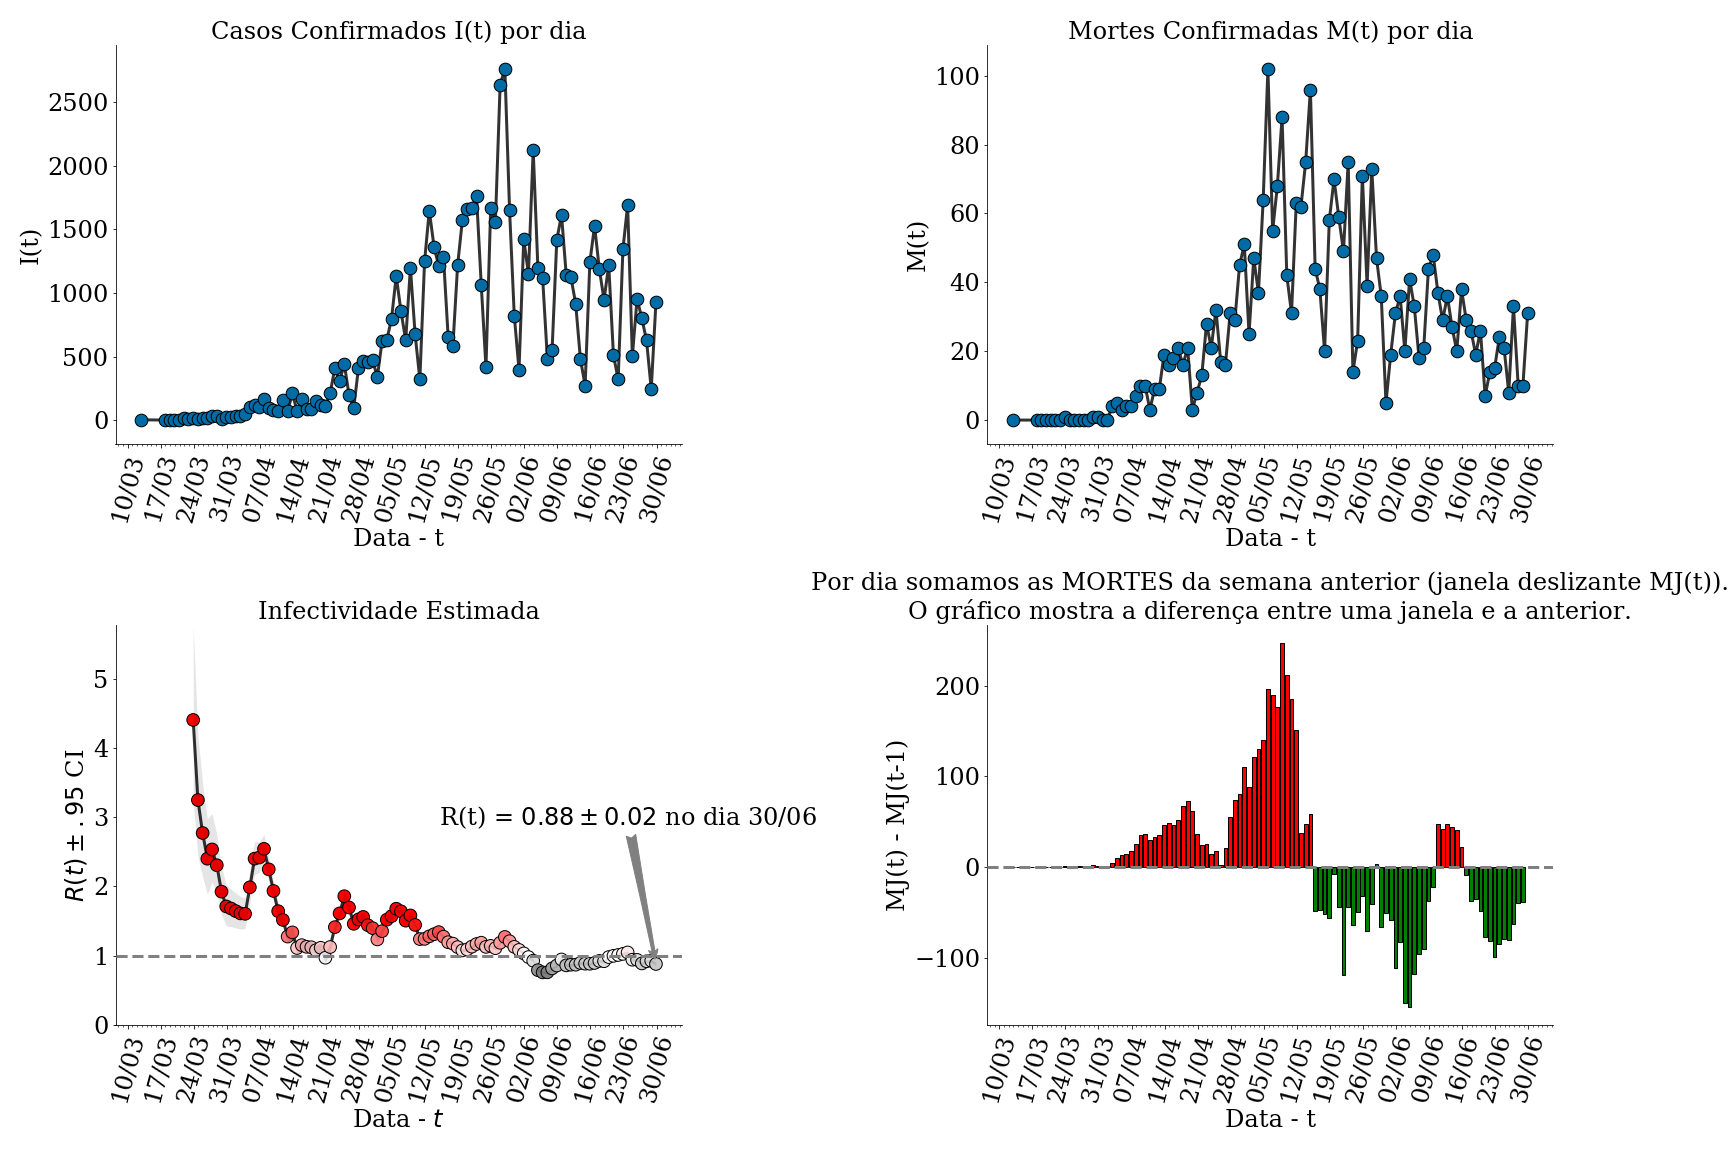 Casos Confirmados I(t) por dia
I(t)
2500
2000
1500
1000
500
0
10/03 17/03 24/03 31/03 07/04 14/04 21/04 28/04 05/05 12/05 19/05 26/05 02/06 09/06 16/06 23/06 30/06
Data - t
Mortes Confirmadas M(t) por dia
M(t)
100
80
60
40
20
0
10/03 17/03 24/03 31/03 07/04 14/04 21/04 28/04 05/05 12/05 19/05 26/05 02/06 09/06 16/06 23/06 30/06
Data - t
Infectividade Estimada
R(t) ± .95 CI
5
4
3
2
1
0
R(t) = 0.88 ± 0.02 no dia 30/06
10/03 17/03 24/03 31/03 07/04 14/04 21/04 28/04 05/05 12/05 19/05 26/05 02/06 09/06 16/06 23/06 30/06
Data - t
Por dia somamos as MORTES da semana anterior (janela deslizante MJ(t)).
O gráfico mostra a diferença entre uma janela e a anterior.
MJ(t) - MJ(t-1)
200
100
0
−100
10/03 17/03 24/03 31/03 07/04 14/04 21/04 28/04 05/05 12/05 19/05 26/05 02/06 09/06 16/06 23/06 30/06
Data - t